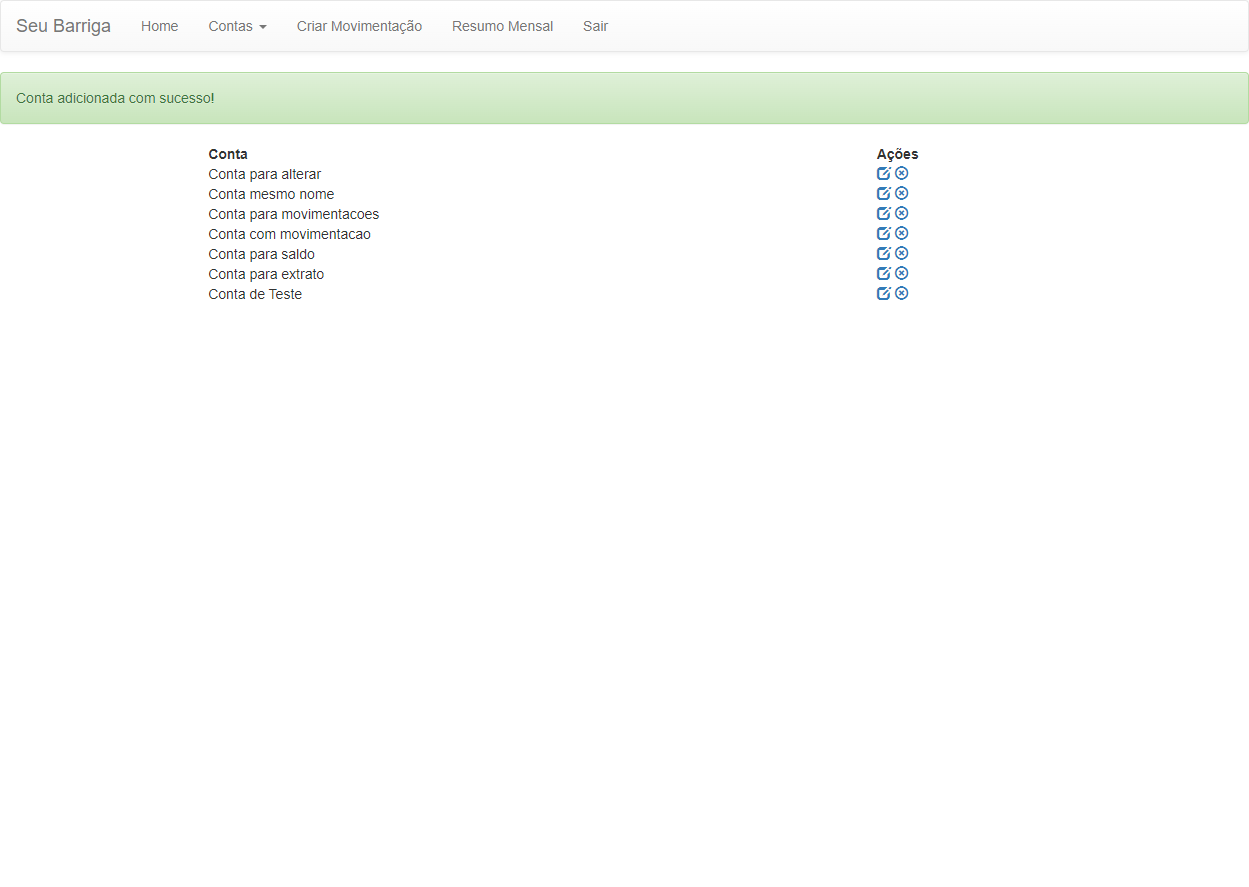 Seu Barriga Home Contas Criar Movimentação Resumo Mensal Sair
Conta adicionada com sucesso!
Conta Ações
Conta para alterar
Conta mesmo nome
Conta para movimentacoes
Conta com movimentacao
Conta para saldo
Conta para extrato
Conta de Teste